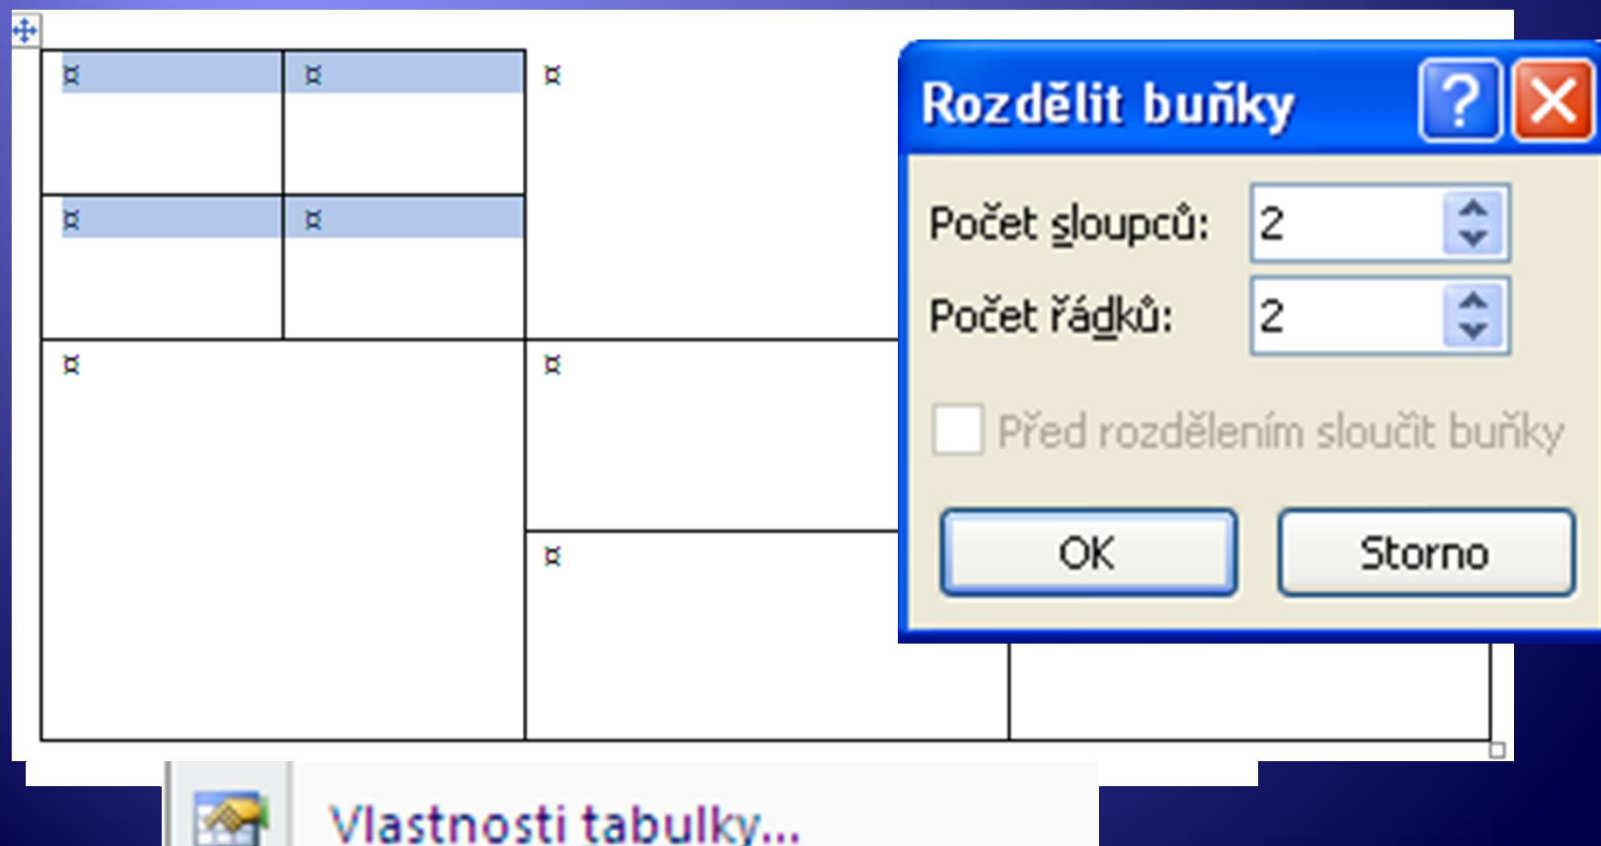 ¤ ¤ ¤
Rozdělit buňky
Počet sloupců: 2
¤ ¤
Počet řádků: 2
¤ ¤
Před rozdělením sloučit buňky
¤
OK Storno
Vlastnosti tabulky...